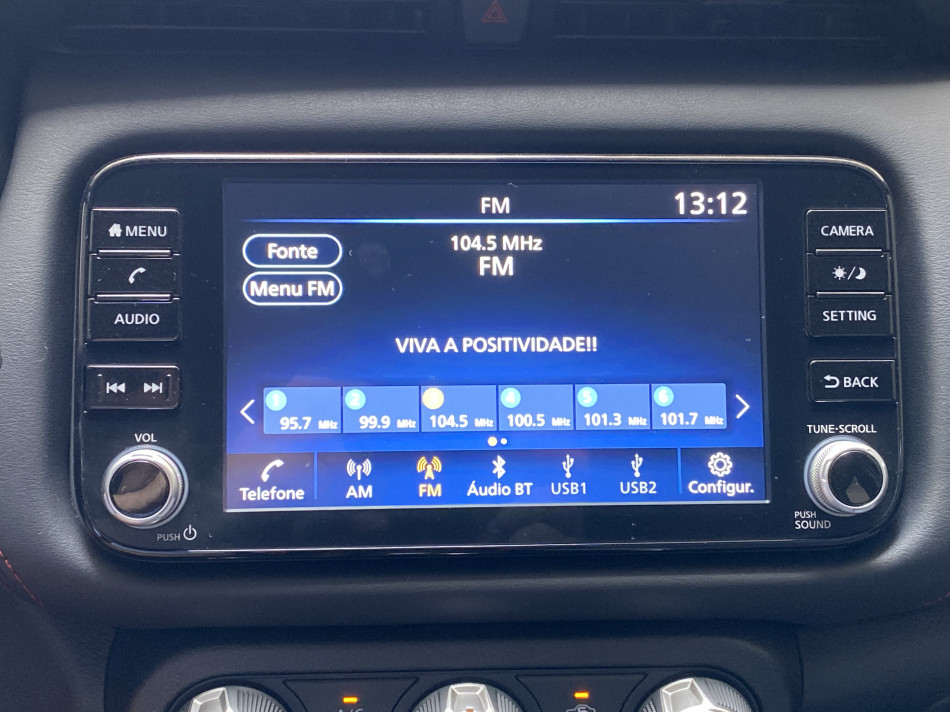 FM
13:12
MENU
AUDIO
VOL
PUSH
Fonte
Menu FM
104.5 MHz
FM
VIVA A POSITIVIDADE!!
1 95.7 MHz
2 99.9 MHz
104.5 MHz
4 100.5 MHz
5 101.3 MHz
6 101.7 MHz
Telefone
AM
FM
Áudio BT
USB1
USB2
Configur.
CAMERA
SETTING
BACK
TUNE·SCROLL
PUSH
SOUND
A/C